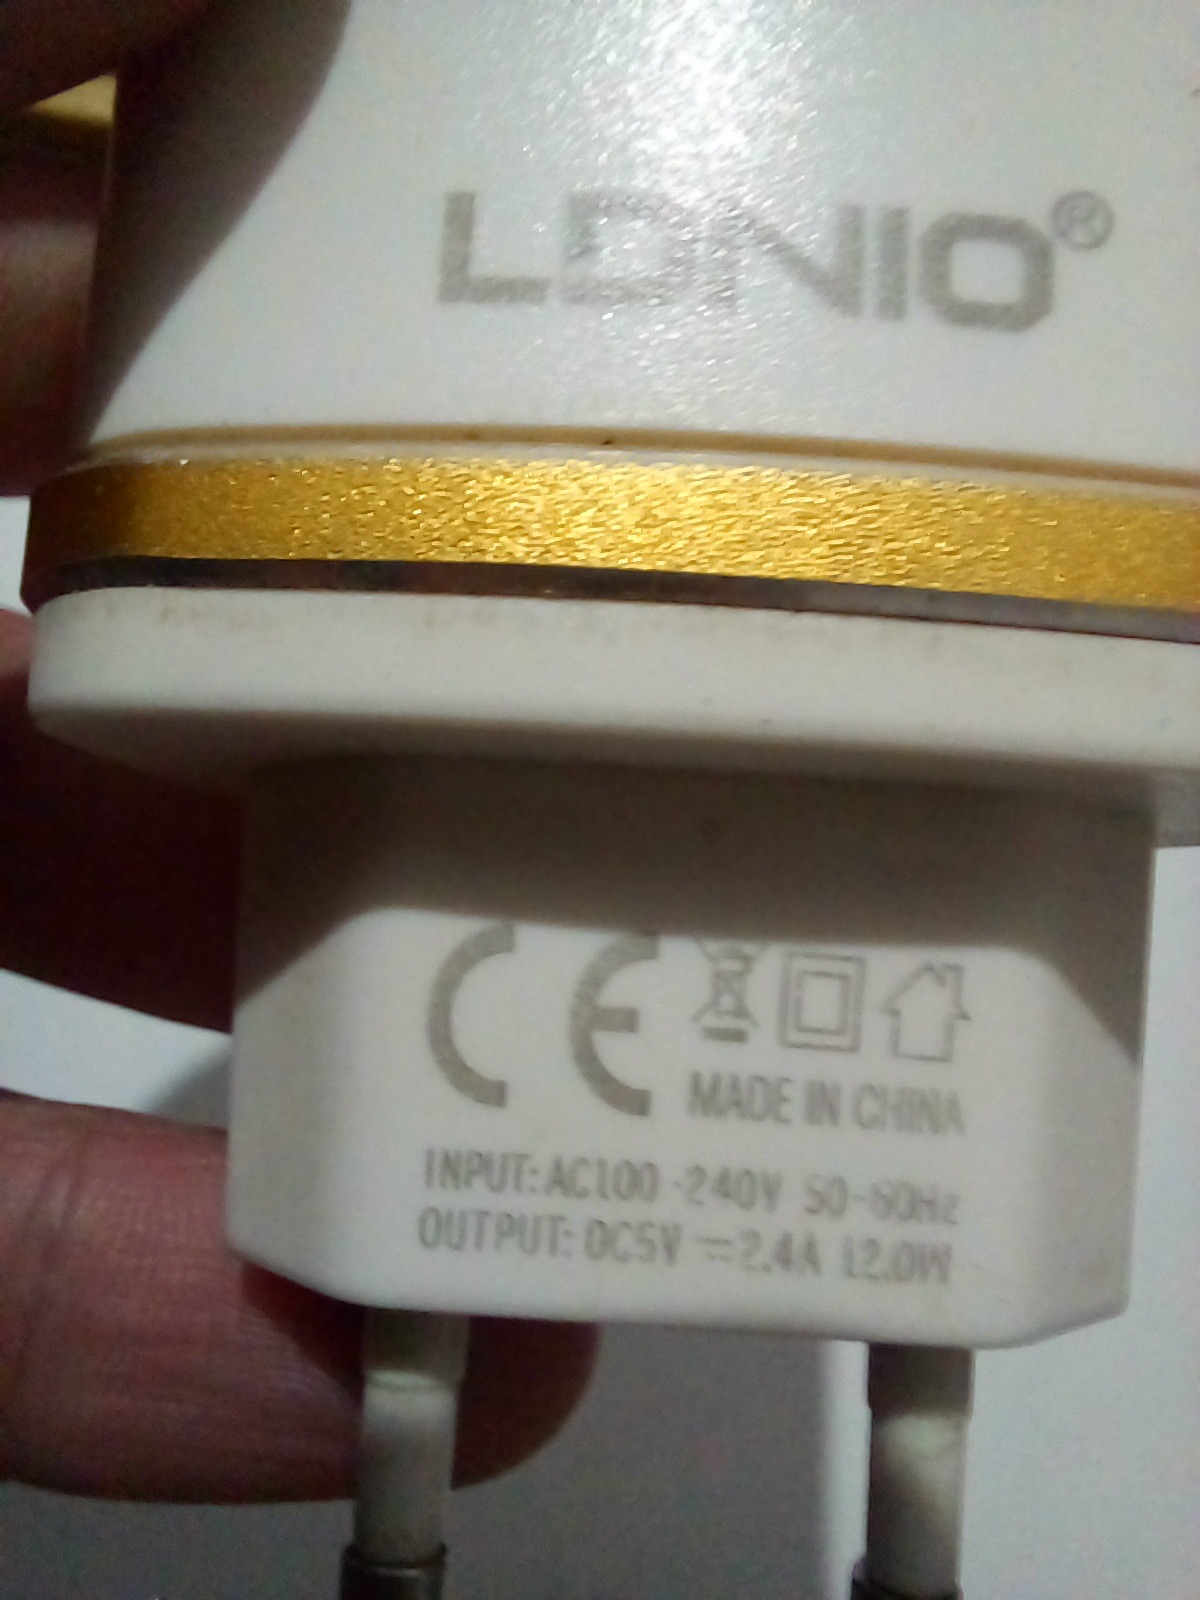 LDNIO®
CE
MADE IN CHINA
INPUT: AC100-240V 50-60Hz
OUTPUT: DC5V ⎓ 2.4A 12.0W